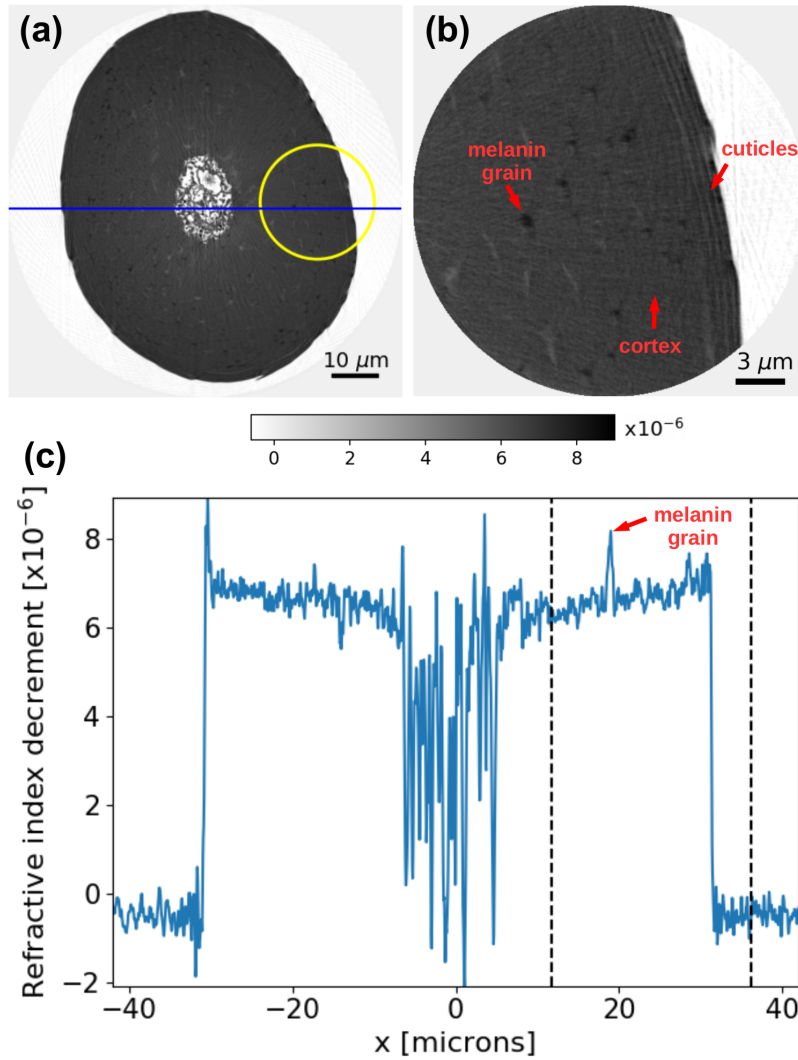 (a)
10 μm
(b)
melanin
grain
cuticles
cortex
3 μm
0 2 4 6 8
x10⁻⁶
(c)
Refractive index decrement [x10⁻⁶]
8
6
4
2
0
−2
melanin
grain
−40 −20 0 20 40
x [microns]